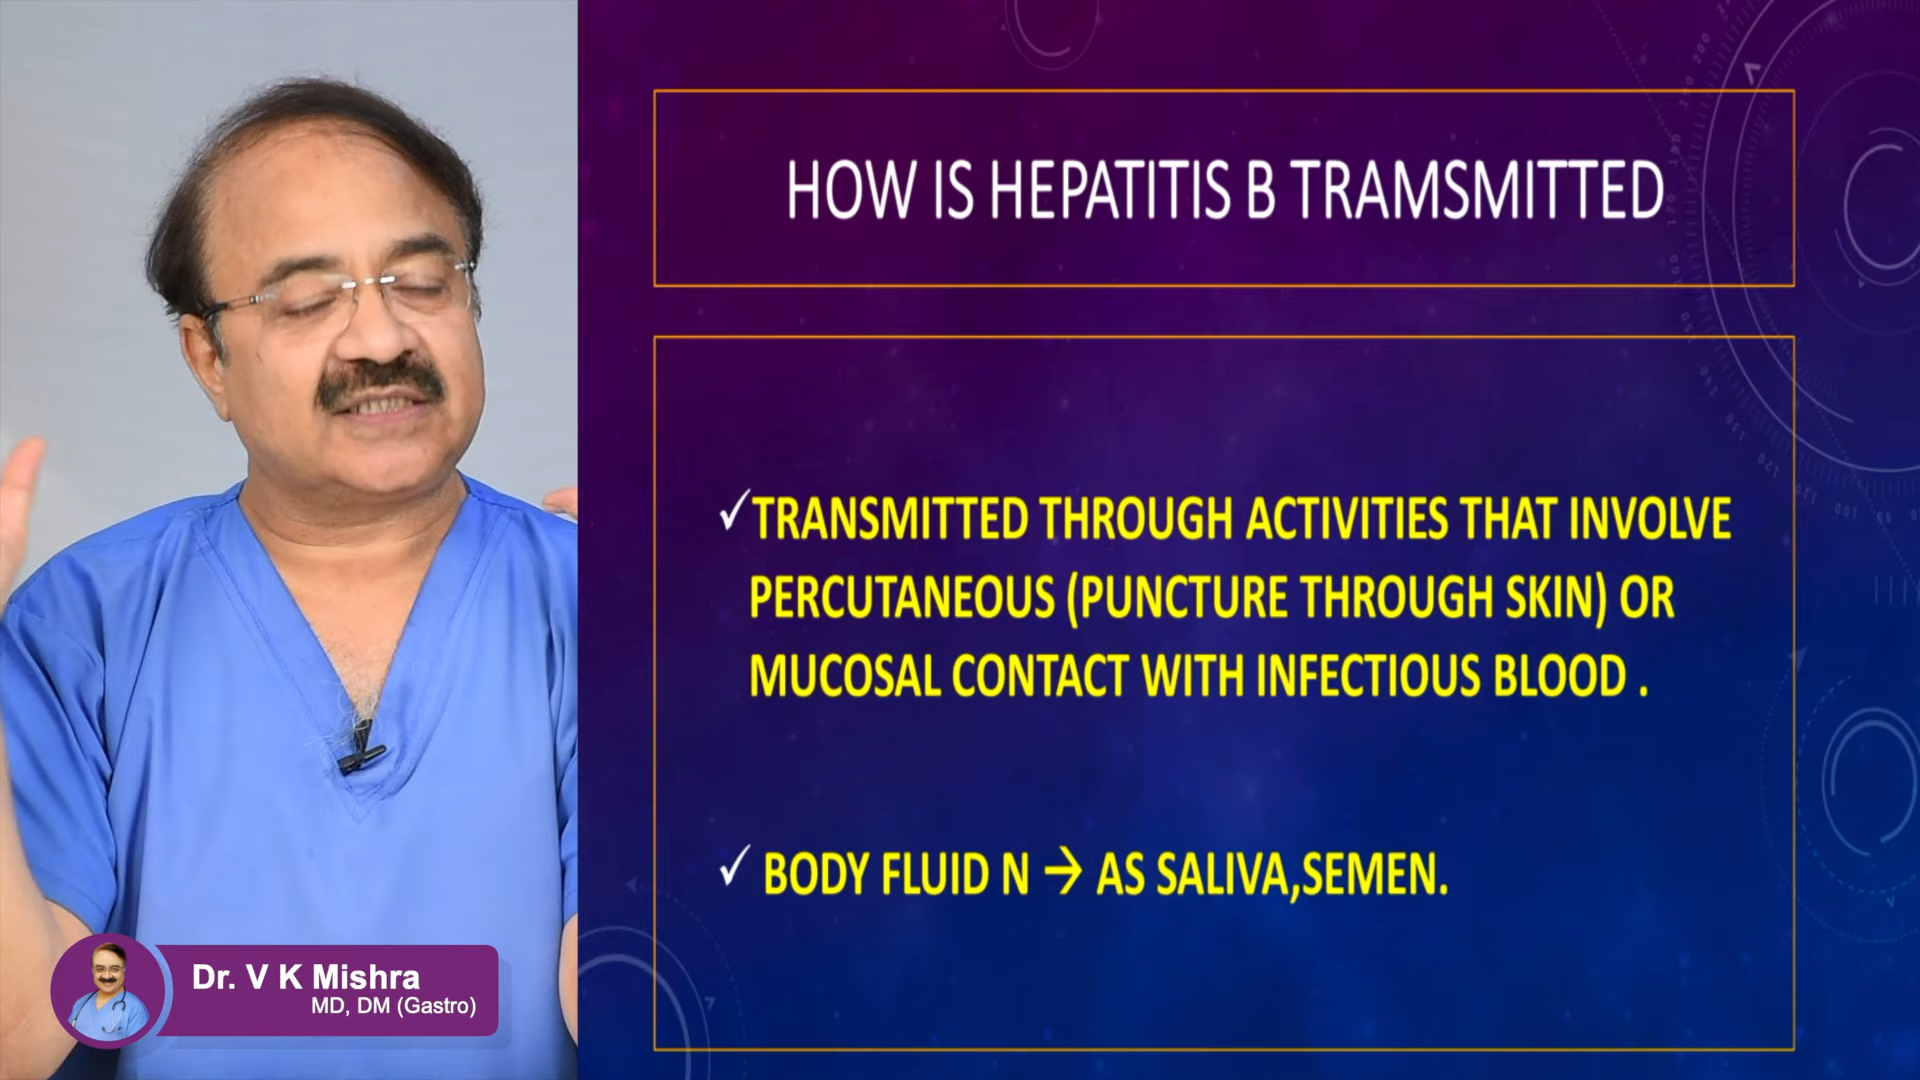 HOW IS HEPATITIS B TRAMSMITTED
✓TRANSMITTED THROUGH ACTIVITIES THAT INVOLVE
PERCUTANEOUS (PUNCTURE THROUGH SKIN) OR
MUCOSAL CONTACT WITH INFECTIOUS BLOOD .
✓ BODY FLUID N → AS SALIVA,SEMEN.
Dr. V K Mishra
MD, DM (Gastro)